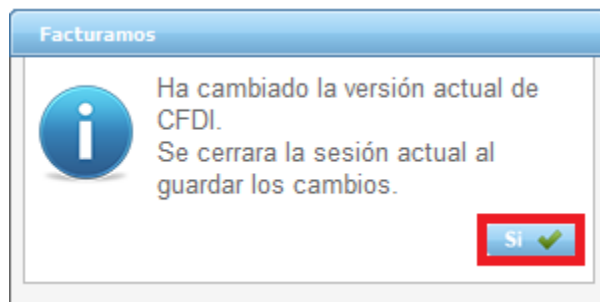 Facturamos
Ha cambiado la versión actual de
CFDI.
Se cerrara la sesión actual al
guardar los cambios.
Si